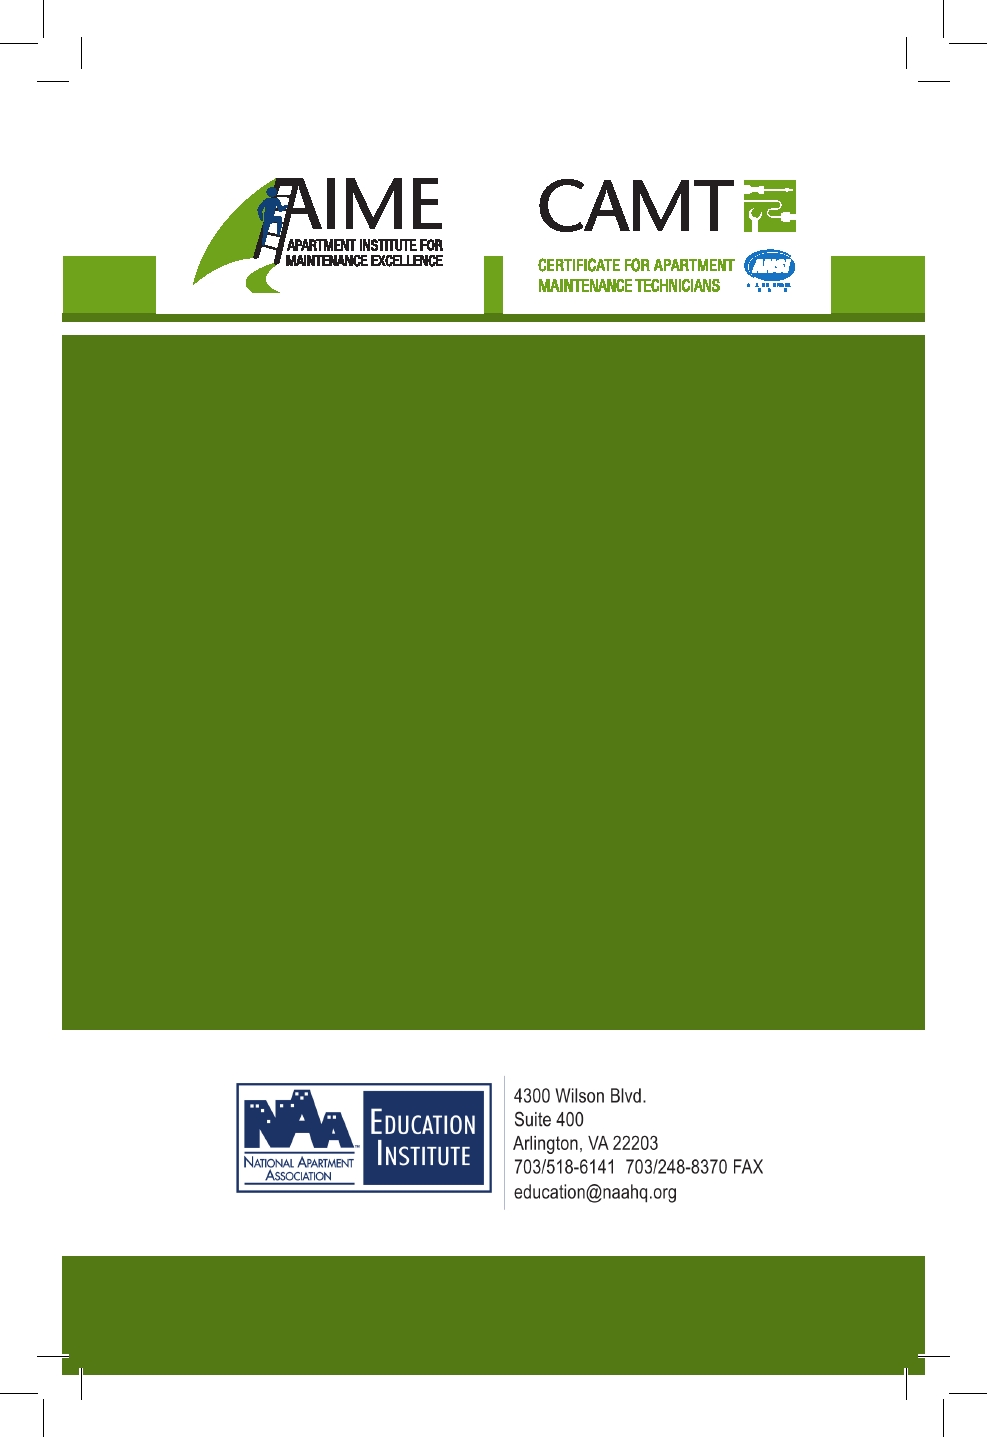 AIME
APARTMENT INSTITUTE FOR
MAINTENANCE EXCELLENCE
CAMT
CERTIFICATE FOR APARTMENT
MAINTENANCE TECHNICIANS
ANSI
NAA
NATIONAL APARTMENT
ASSOCIATION
EDUCATION
INSTITUTE
4300 Wilson Blvd.
Suite 400
Arlington, VA 22203
703/518-6141 703/248-8370 FAX
education@naahq.org